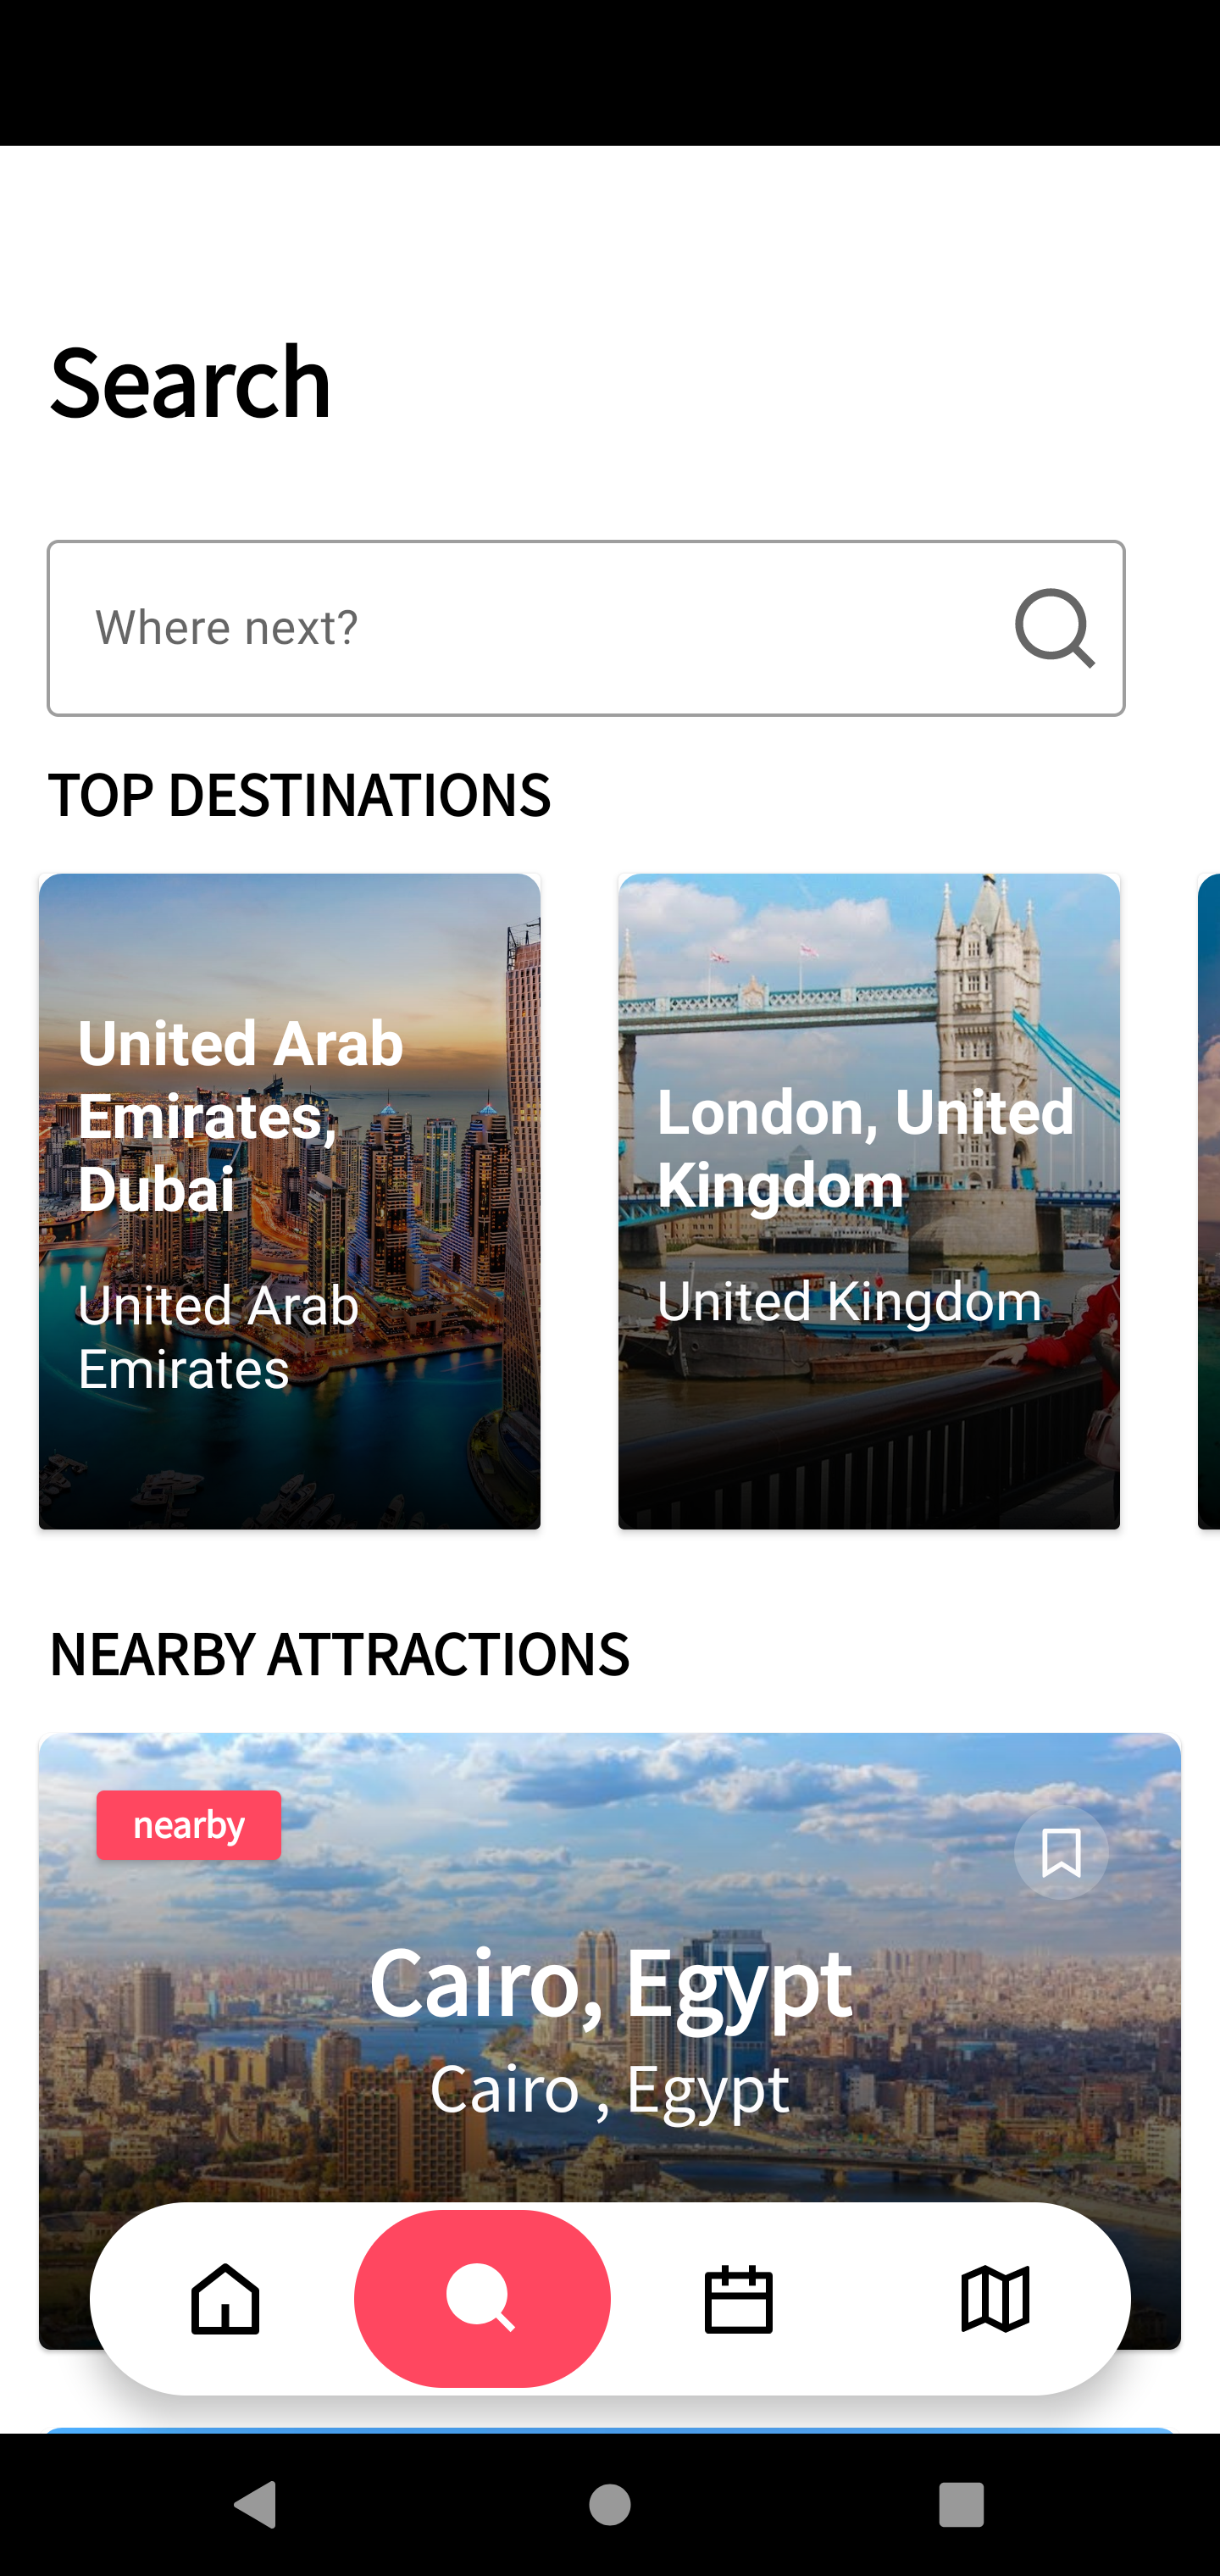 Search
Where next?
TOP DESTINATIONS
United Arab
Emirates,
Dubai
United Arab
Emirates
London, United
Kingdom
United Kingdom
NEARBY ATTRACTIONS
nearby
Cairo, Egypt
Cairo , Egypt